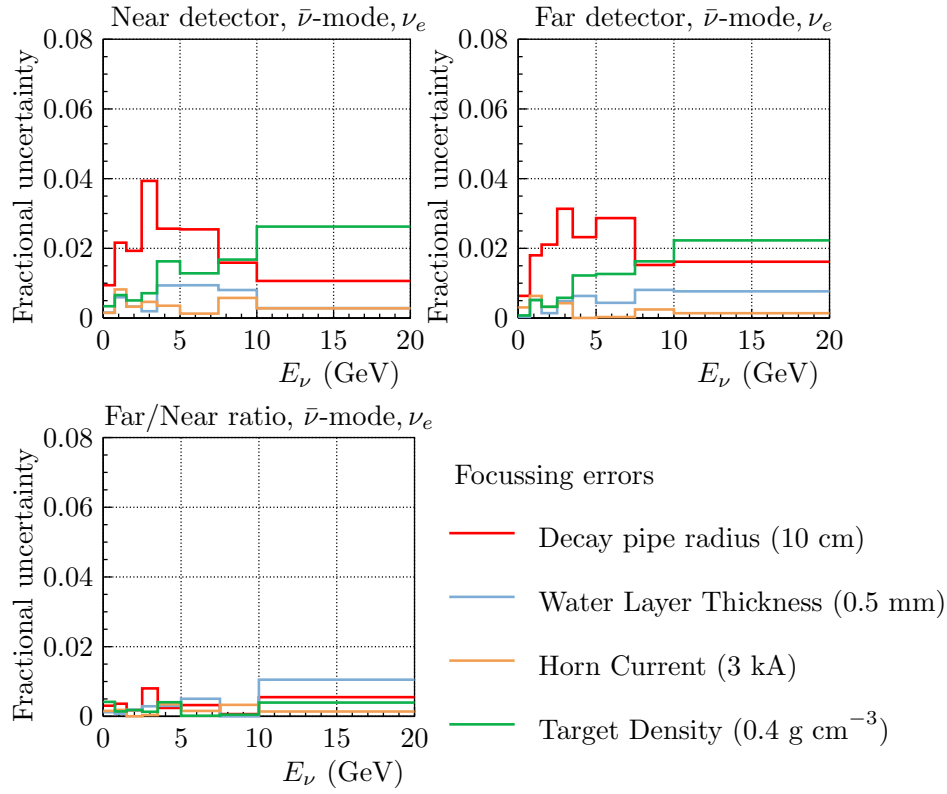 Near detector, ν̄-mode, νₑ
Fractional uncertainty
0.08
0.06
0.04
0.02
0
0 5 10 15 20
E_ν (GeV)
Far detector, ν̄-mode, νₑ
Fractional uncertainty
0.08
0.06
0.04
0.02
0
0 5 10 15 20
E_ν (GeV)
Far/Near ratio, ν̄-mode, νₑ
Fractional uncertainty
0.08
0.06
0.04
0.02
0
0 5 10 15 20
E_ν (GeV)
Focussing errors
Decay pipe radius (10 cm)
Water Layer Thickness (0.5 mm)
Horn Current (3 kA)
Target Density (0.4 g cm⁻³)